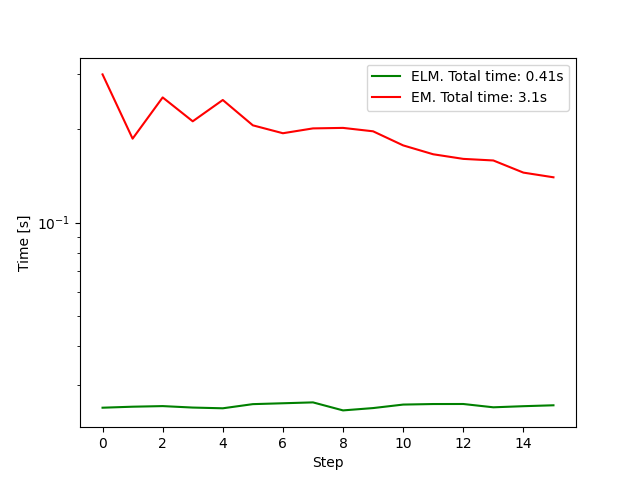 ELM. Total time: 0.41s
EM. Total time: 3.1s
Time [s]
10⁻¹
0 2 4 6 8 10 12 14
Step